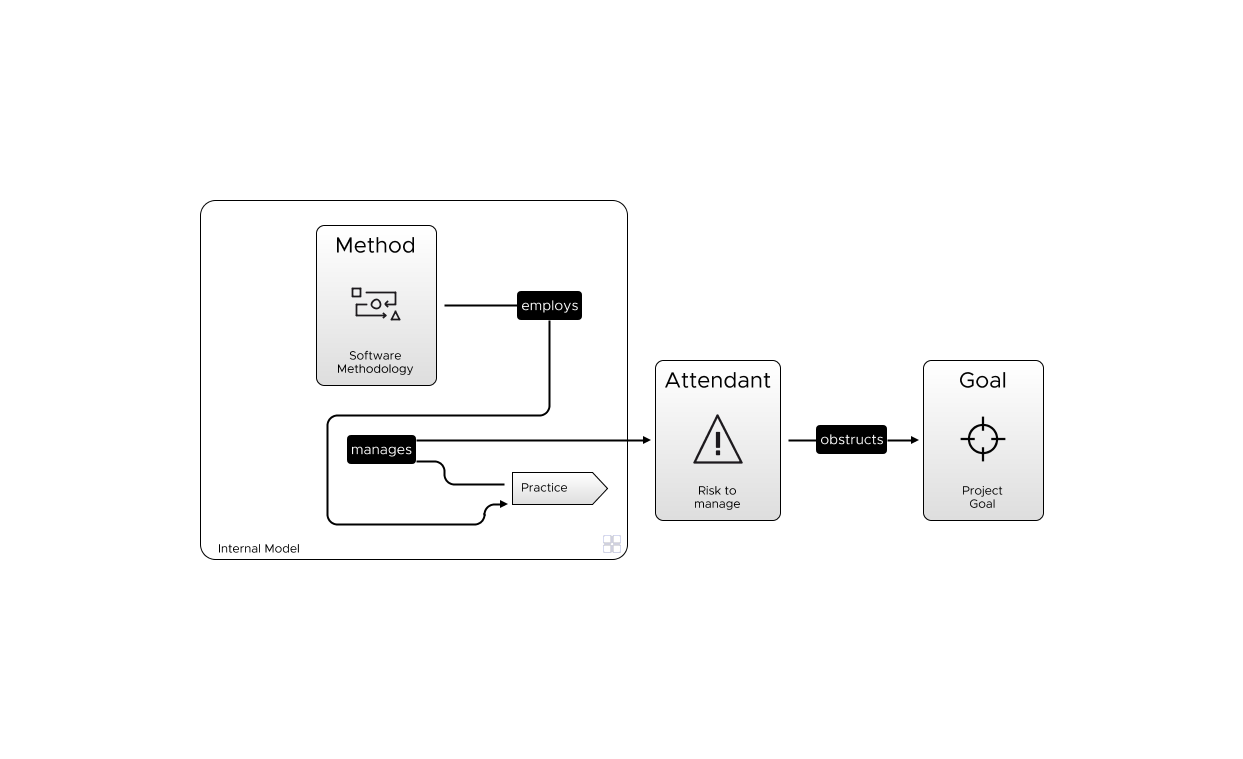 Method
Software
Methodology
employs
manages
Practice
Internal Model
Attendant
Risk to
manage
obstructs
Goal
Project
Goal